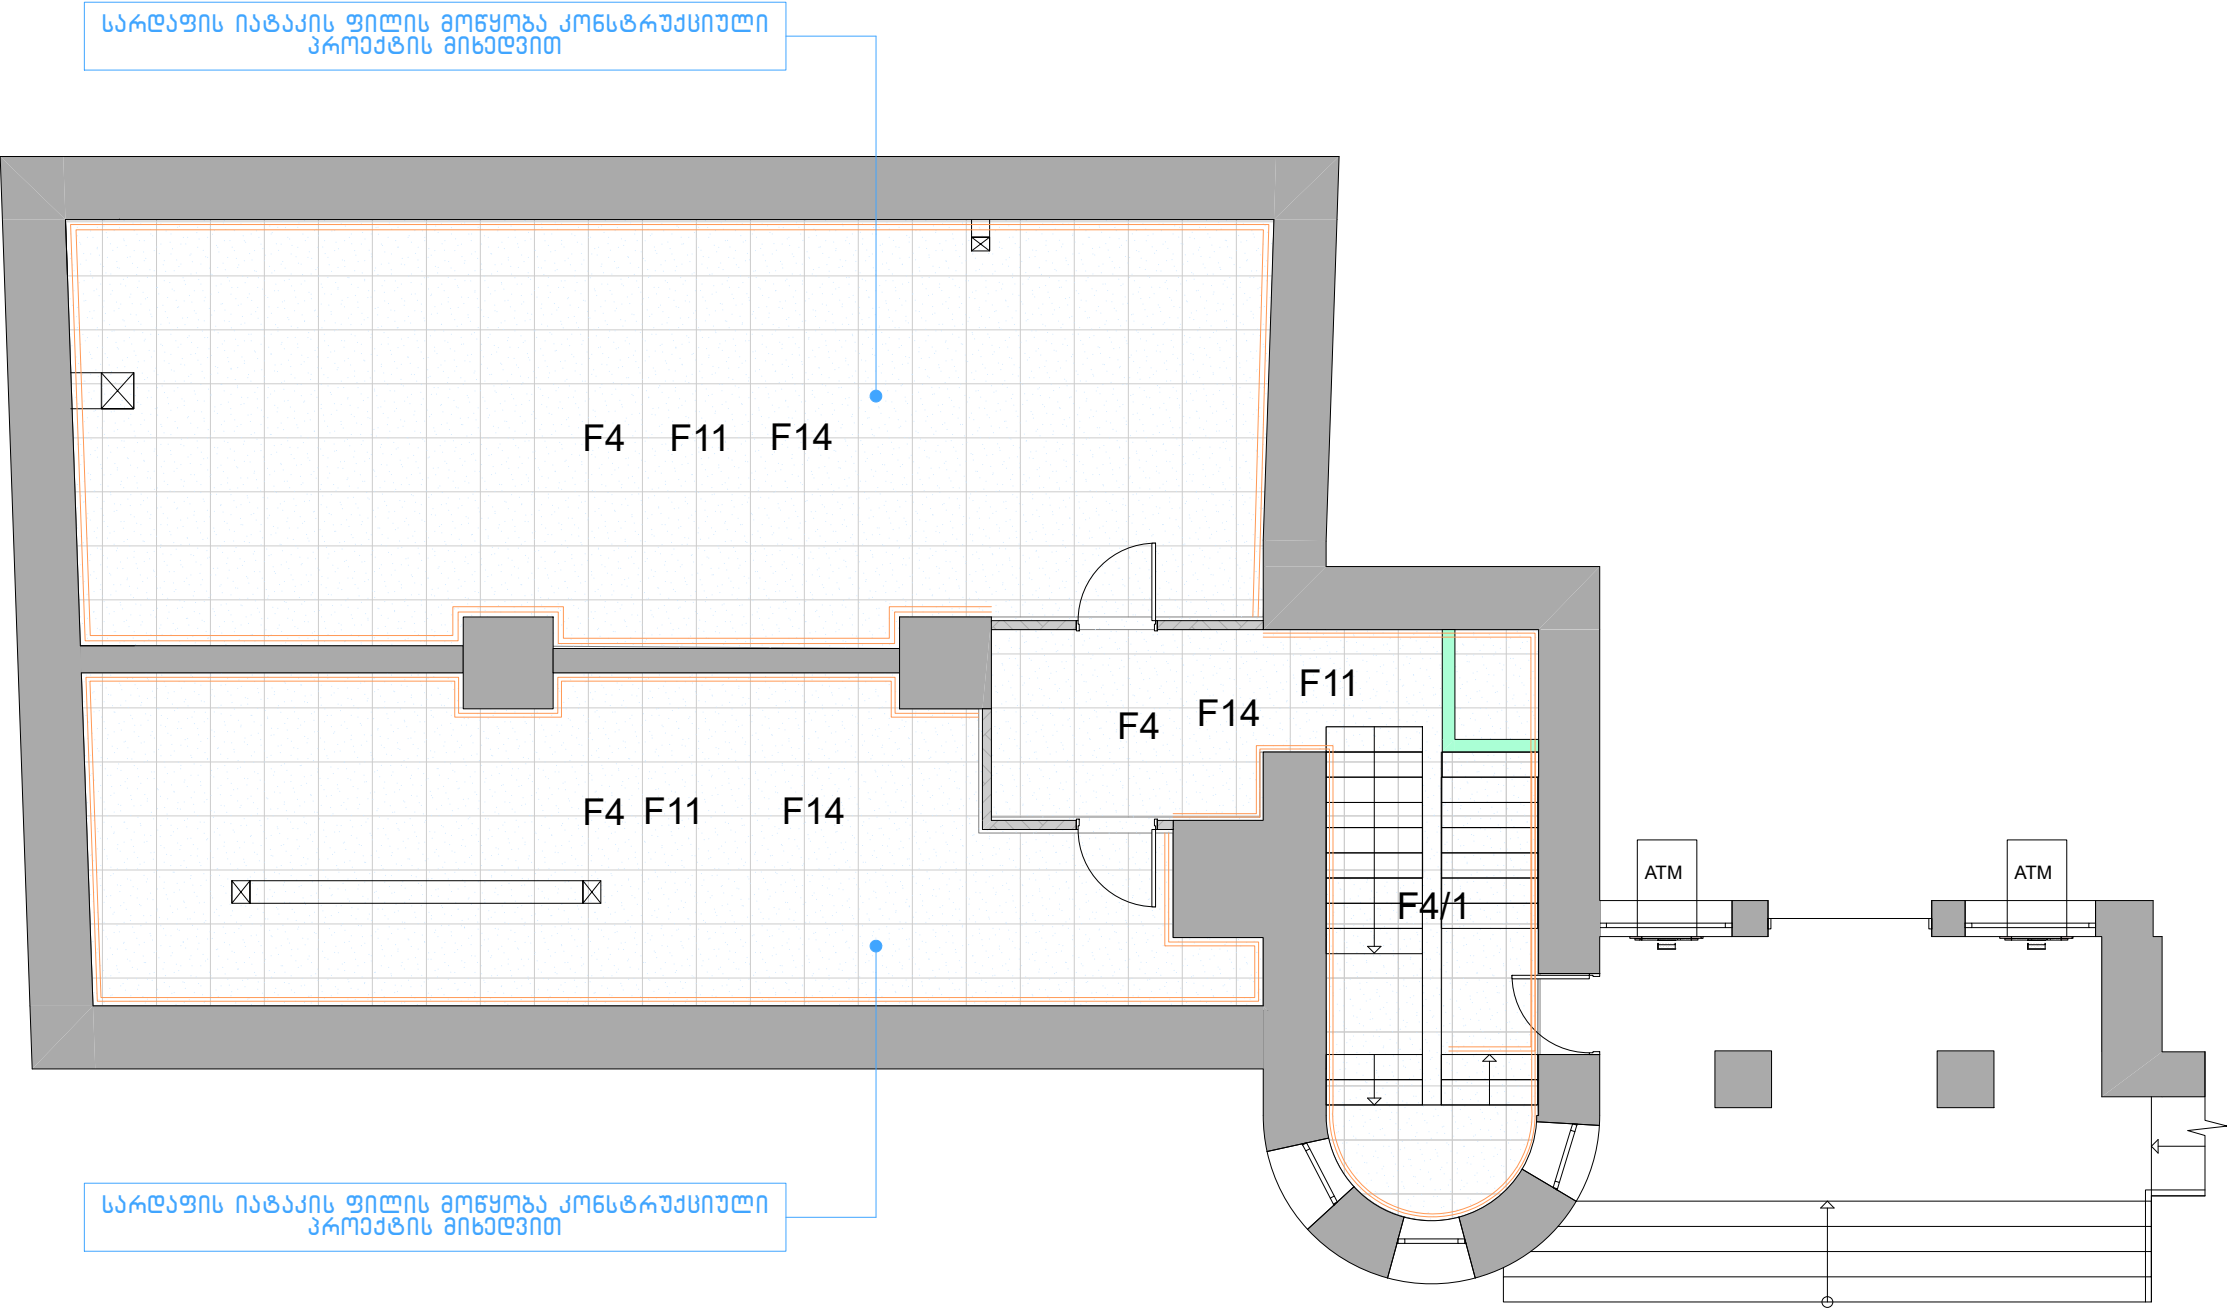 სარდაფის იატაკის ფილის მოწყობა კონსტრუქციული
პროექტის მიხედვით
F4 F11 F14
F11
F4 F14
F4 F11 F14
ATM ATM
F4/1
სარდაფის იატაკის ფილის მოწყობა კონსტრუქციული
პროექტის მიხედვით